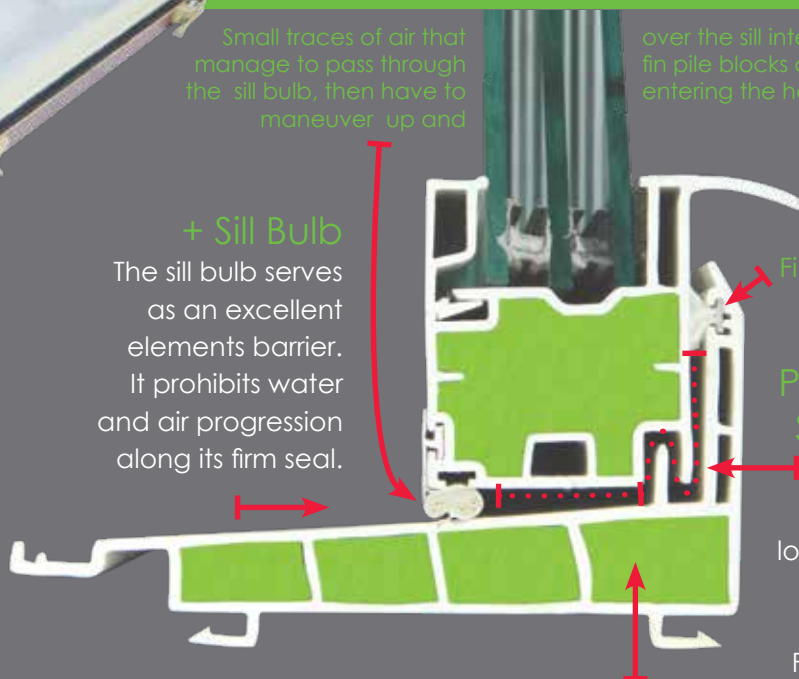 Small traces of air that
manage to pass through
the sill bulb, then have to
maneuver up and
over the sill
fin pile blocks
entering the
+ Sill Bulb
The sill bulb serves
as an excellent
elements barrier.
It prohibits water
and air progression
along its firm seal.